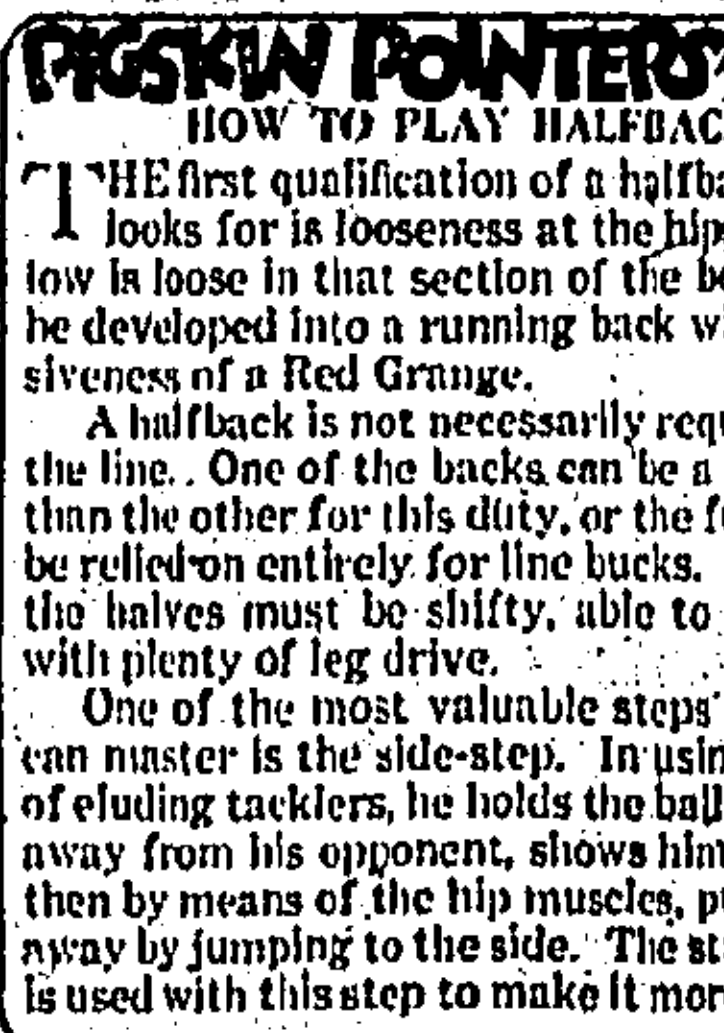 PIGSKIN POINTERS
HOW TO PLAY HALFBAC
THE first qualification of a halfba
looks for is looseness at the hips
low is loose in that section of the b
he developed into a running back w
siveness of a Red Grange.
A halfback is not necessarily requ
the line. One of the backs can be a
than the other for this duty, or the f
be relied on entirely for line bucks.
the halves must be shifty, able to
with plenty of leg drive.
One of the most valuable steps
can master is the side-step. In usin
of eluding tacklers, he holds the ball
away from his opponent, shows him
then by means of the hip muscles, p
away by jumping to the side. The st
is used with this step to make it mor